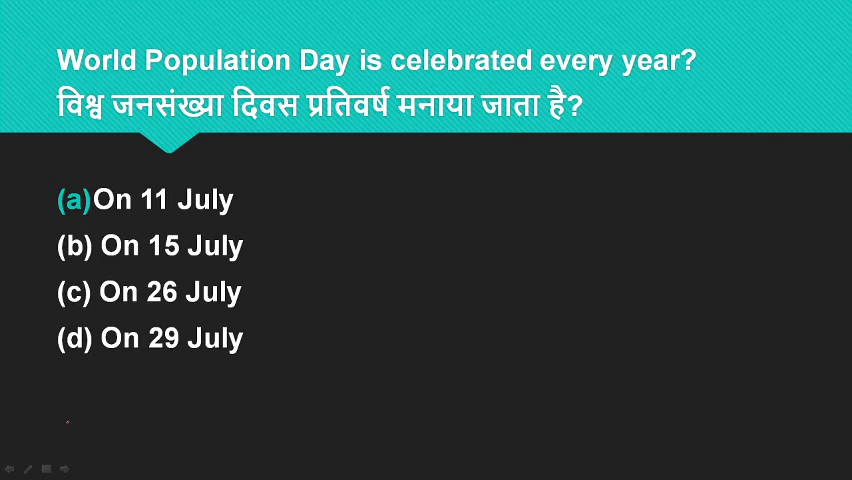 World Population Day is celebrated every year?
विश्व जनसंख्या दिवस प्रतिवर्ष मनाया जाता है?
(a)On 11 July
(b) On 15 July
(c) On 26 July
(d) On 29 July